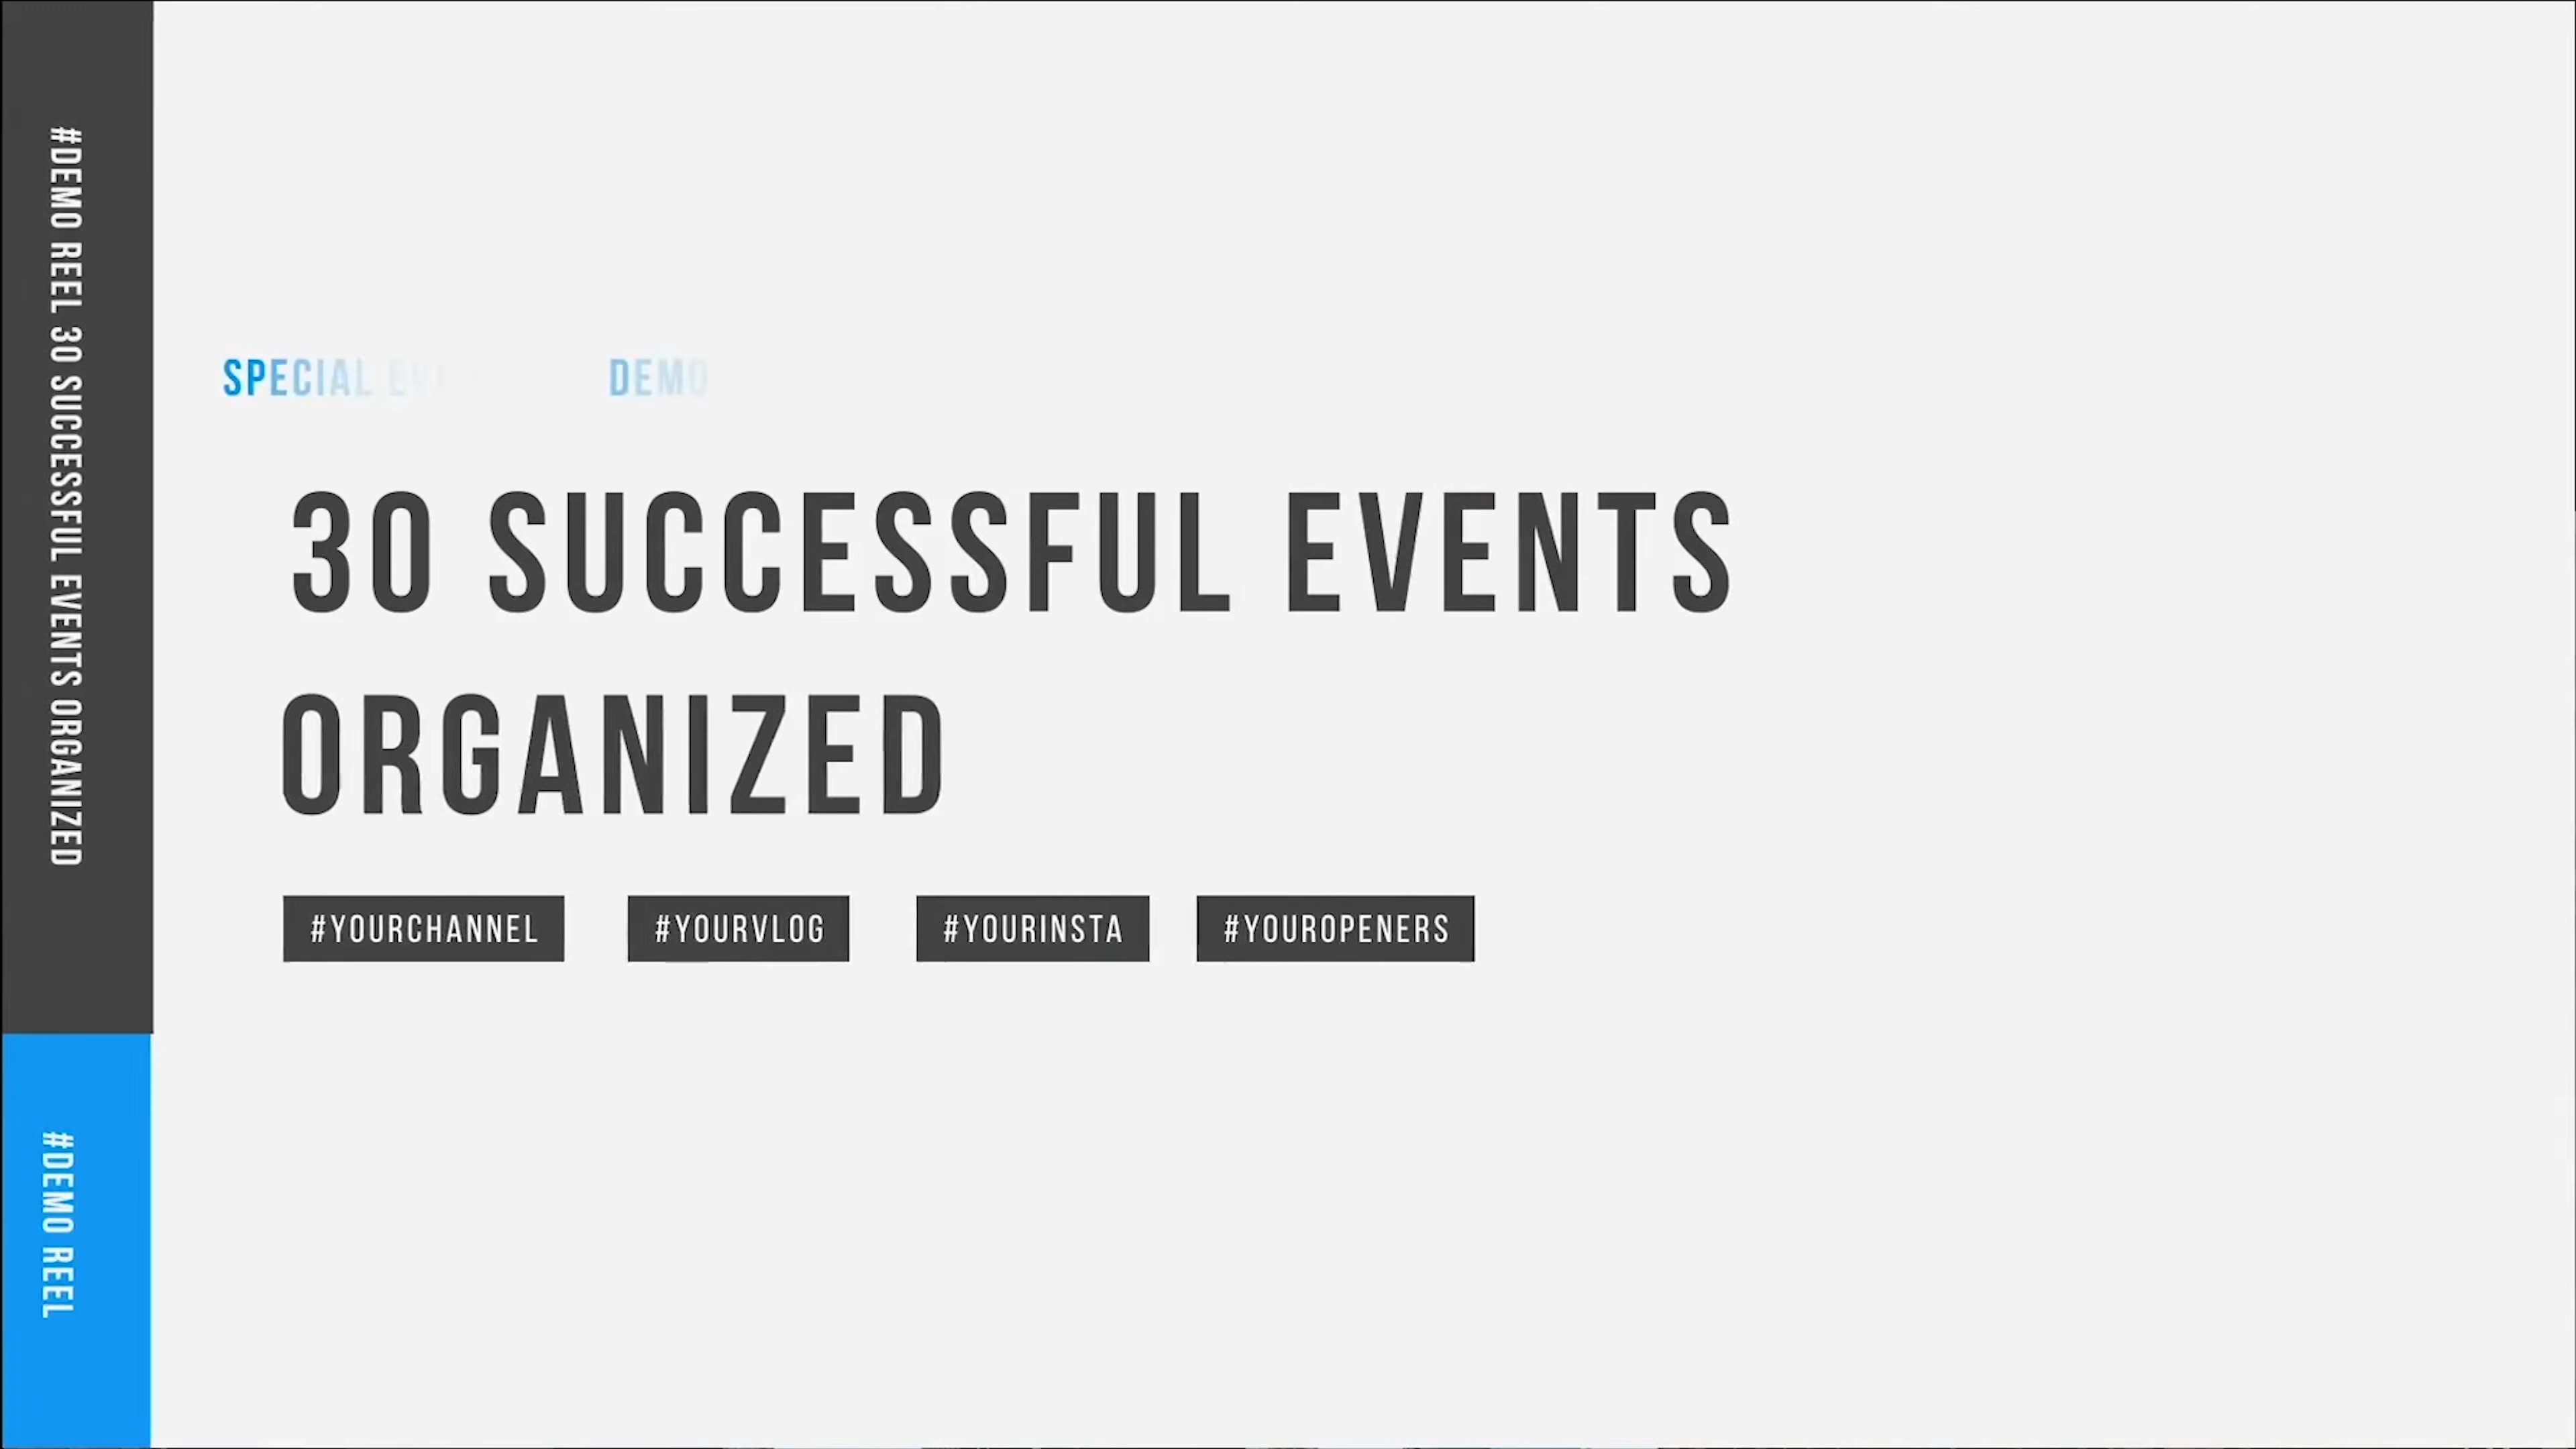 #DEMO REEL 30 SUCCESSFUL EVENTS ORGANIZED
#DEMO REEL
SPECIAL DEMO
30 SUCCESSFUL EVENTS
ORGANIZED
#YOURCHANNEL #YOURVLOG #YOURINSTA #YOUROPENERS